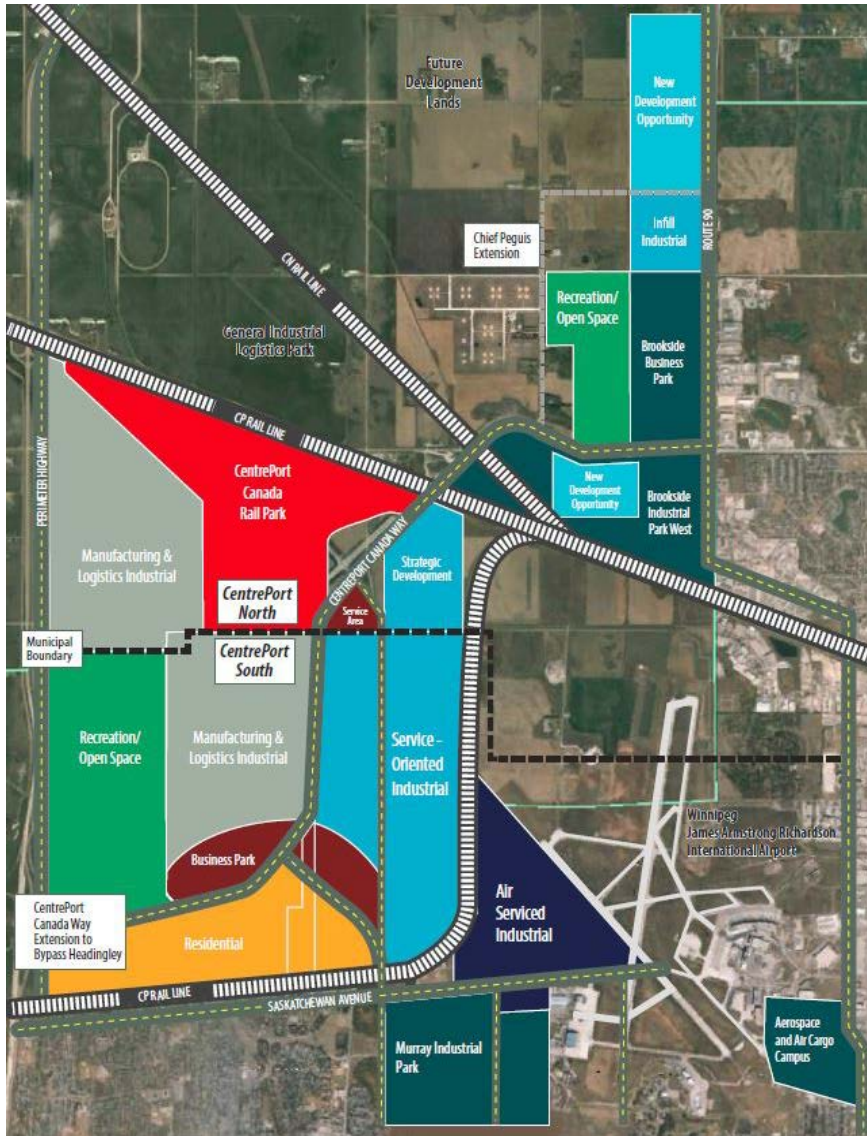 Future
Development
Lands
New
Development
Opportunity
Chief Peguis
Extension
Infill
Industrial
ROUTE 90
CN RAIL LINE
Recreation/
Open Space
Brookside
Business
Park
General Industrial
Logistics Park
CP RAIL LINE
PERIMETER HIGHWAY
CentrePort
Canada
Rail Park
New
Development
Opportunity
Brookside
Industrial
Park West
Manufacturing &
Logistics Industrial
CENTREPORT CANADA WAY
Strategic
Development
CentrePort
North
Service
Area
Municipal
Boundary
CentrePort
South
Recreation/
Open Space
Manufacturing &
Logistics Industrial
Service –
Oriented
Industrial
Winnipeg
James Armstrong Richardson
International Airport
Business Park
CentrePort
Canada Way
Extension to
Bypass Headingley
Residential
Air
Serviced
Industrial
CP RAIL LINE
SASKATCHEWAN AVENUE
Murray Industrial
Park
Aerospace
and Air Cargo
Campus